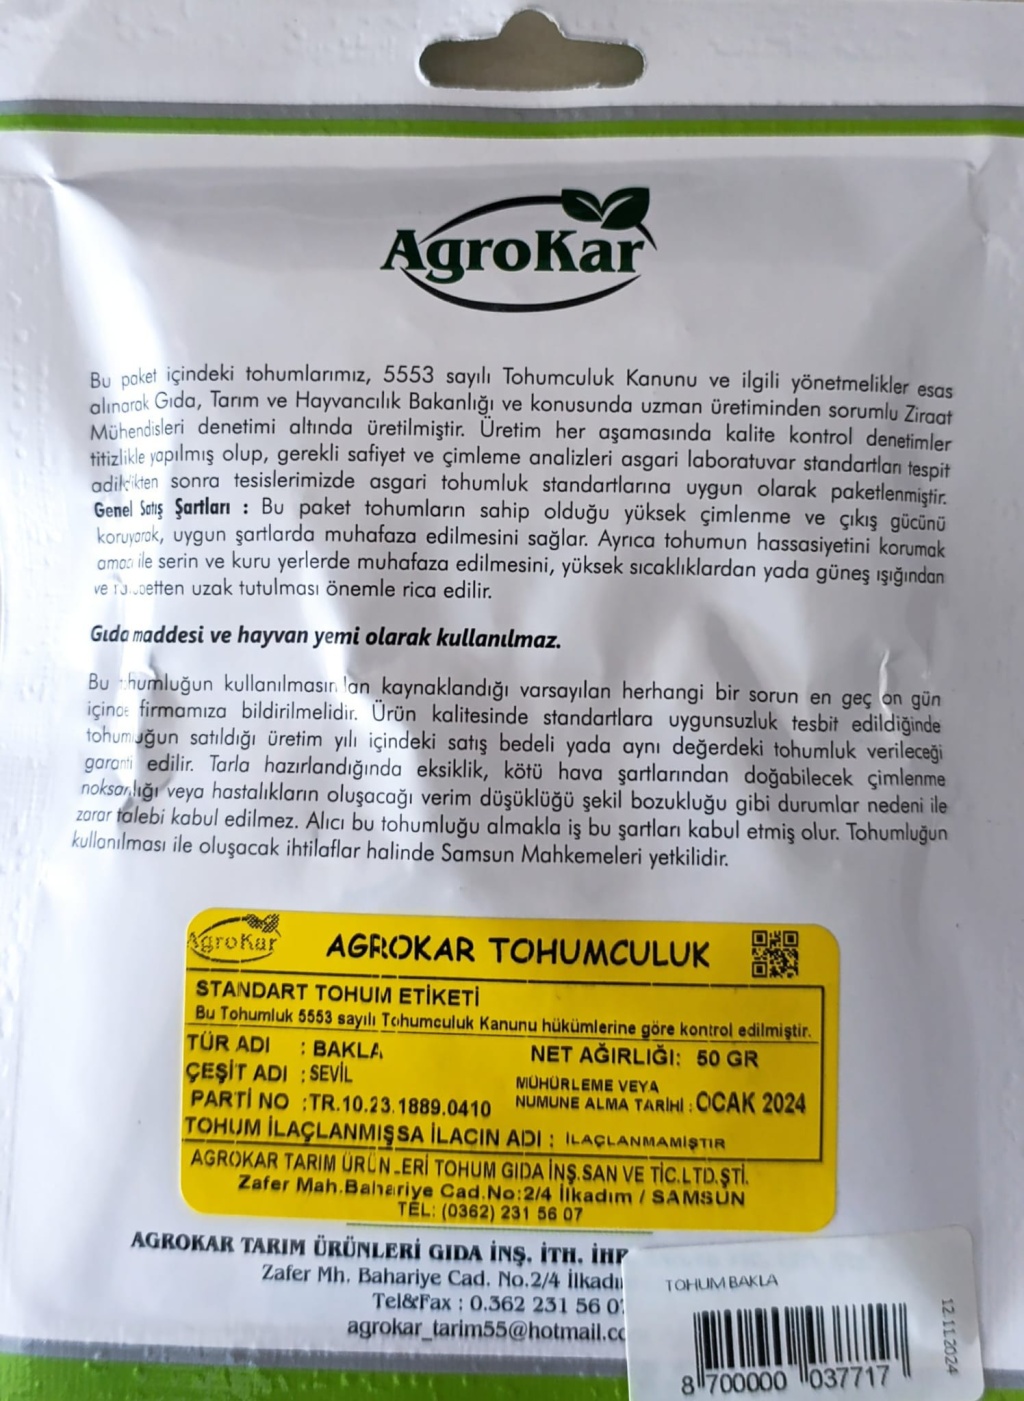 AgroKar
Bu paket içindeki tohumlarımız, 5553 sayılı Tohumculuk Kanunu ve ilgili yönetmelikler esas
alınarak Gıda, Tarım ve Hayvancılık Bakanlığı ve konusunda uzman üretiminden sorumlu Ziraat
Mühendisleri denetimi altında üretilmiştir. Üretim her aşamasında kalite kontrol denetimler
titizlikle yapılmış olup, gerekli safiyet ve çimleme analizleri asgari laboratuvar standartları tespit
sonra tesislerimizde asgari tohumluk standartlarına uygun olarak paketlenmiştir.
Genel Satış Şartları : Bu paket tohumların sahip olduğu yüksek çimlenme ve çıkış gücünü
koruyarak, uygun şartlarda muhafaza edilmesini sağlar. Ayrıca tohumun hassasiyetini korumak
ile serin ve kuru yerlerde muhafaza edilmesini, yüksek sıcaklıklardan yada güneş ışığından
ve uzak tutulması önemle rica edilir.
Gıda maddesi ve hayvan yemi olarak kullanılmaz.
Bu kaynaklandığı varsayılan herhangi bir sorun en geç on gün
içinde firmamıza bildirilmelidir. Ürün kalitesinde standartlara uygunsuzluk tesbit edildiğinde
tohumluğun satıldığı üretim yılı içindeki satış bedeli yada aynı değerdeki tohumluk verileceği
garanti edilir. Tarla hazırlandığında eksiklik, kötü hava şartlarından doğabilecek çimlenme
noksanlığı veya hastalıkların oluşacağı verim düşüklüğü şekil bozukluğu gibi durumlar nedeni ile
zarar talebi kabul edilmez. Alıcı bu tohumluğu almakla iş bu şartları kabul etmiş olur. Tohumluğun
kullanılması ile oluşacak ihtilaflar halinde Samsun Mahkemeleri yetkilidir.
AgroKar AGROKAR TOHUMCULUK
STANDART TOHUM ETİKETİ
Bu Tohumluk 5553 sayılı Tohumculuk Kanunu hükümlerine göre kontrol edilmiştir.
TÜR ADI : BAKLA NET AĞIRLIĞI: 50 GR
ÇEŞİT ADI : SEVİL MÜHÜRLEME VEYA
PARTİ NO :TR.10.23.1889.0410 NUMUNE ALMA TARİHİ : OCAK 2024
TOHUM İLAÇLANMIŞSA İLACIN ADI : İLAÇLANMAMIŞTIR
AGROKAR TARIM ÜRÜNLERİ TOHUM GIDA İNŞ.SAN VE TİC.LTD.ŞTİ.
Zafer Mah.Bahariye Cad.No:2/4 İlkadım / SAMSUN
TEL: (0362) 231 56 07
AGROKAR TARIM ÜRÜNLERİ GIDA İNŞ. İTH. İHR
Zafer Mh. Bahariye Cad. No.2/4
Tel&Fax : 0.362 231 56
agrokar_tarim55@hotmail.c
TOHUM BAKLA
12.11.2024
8 700000 037717